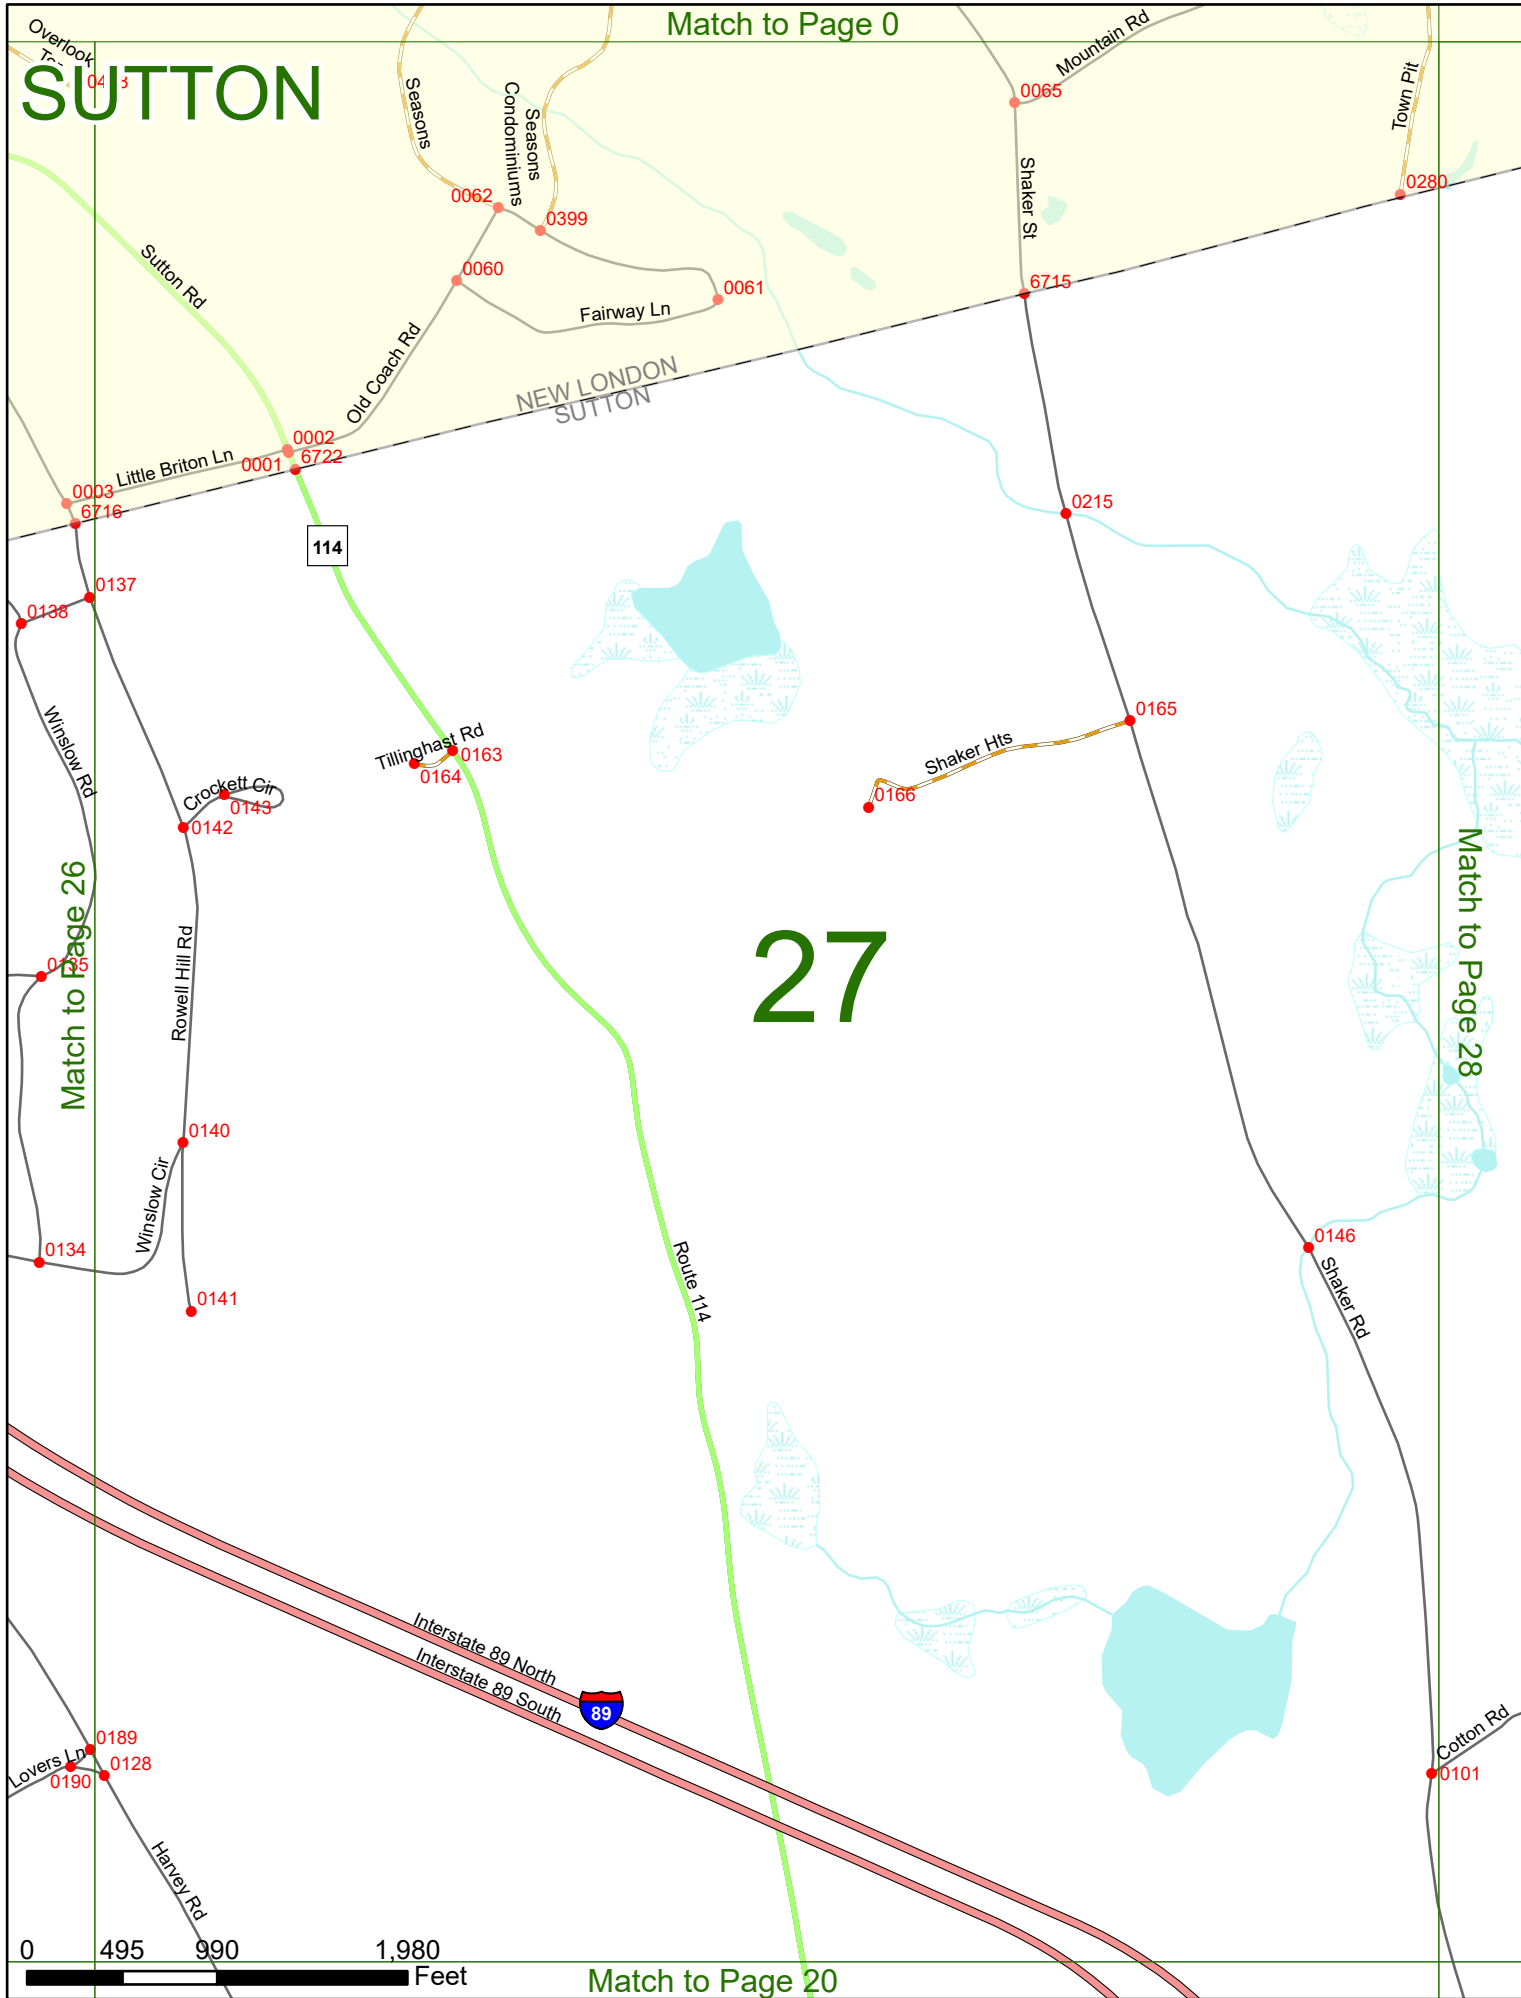 Match to Page 0
Overlook
SUTTON
Seasons
Seasons
Condominiums
Mountain Rd
0065
Town Pit
Shaker St
0062
0399
0280
Sutton Rd
0060
0061
6715
Fairway Ln
Old Coach Rd
NEW LONDON
SUTTON
0002
0001
6722
Little Briton Ln
0003
6716
0215
114
0137
0138
0165
Winslow Rd
Tillinghast Rd
0163
0164
Shaker Hts
0166
Crockett Cir
0143
0142
Match to Page 26
Match to Page 28
27
Rowell Hill Rd
0135
0140
Winslow Cir
0134
0146
Shaker Rd
Route 114
0141
Interstate 89 North
Interstate 89 South
89
0189
Lovers Ln
0190
0128
Cotton Rd
0101
Harvey Rd
0 495 990 1,980
Feet
Match to Page 20